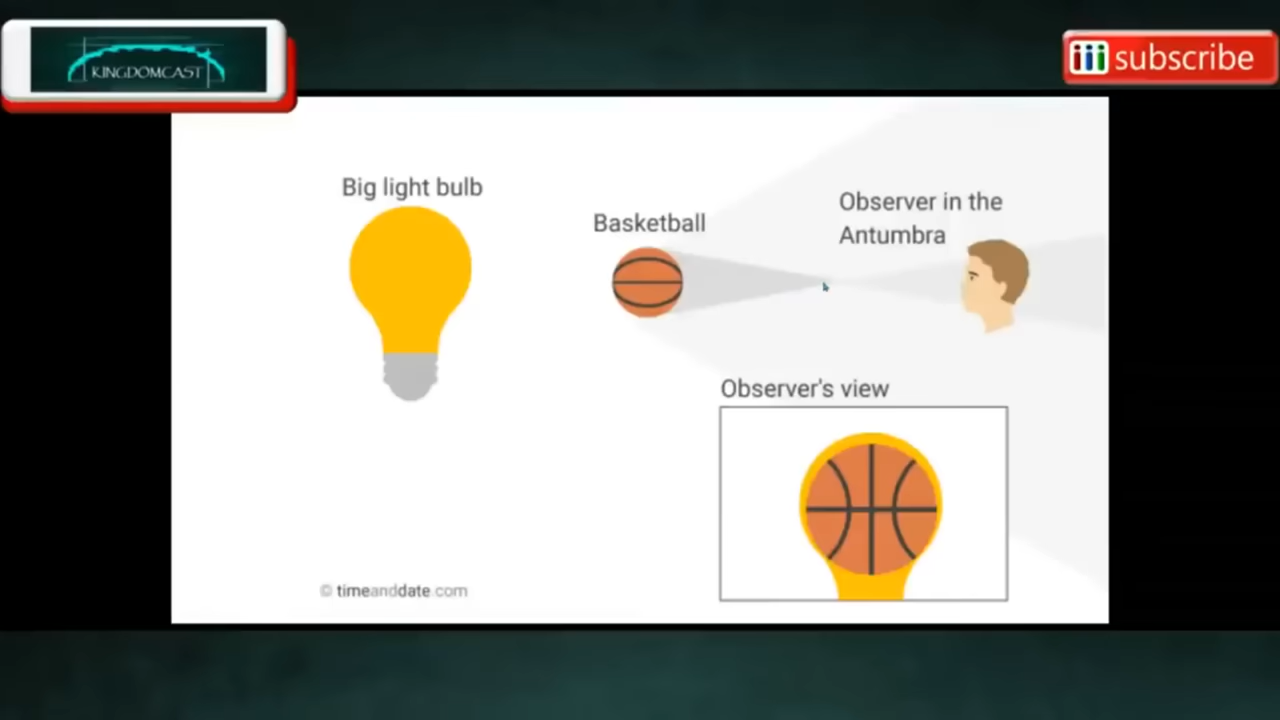 KINGDOMCAST
subscribe
Big light bulb
Basketball
Observer in the
Antumbra
Observer's view
© timeanddate.com